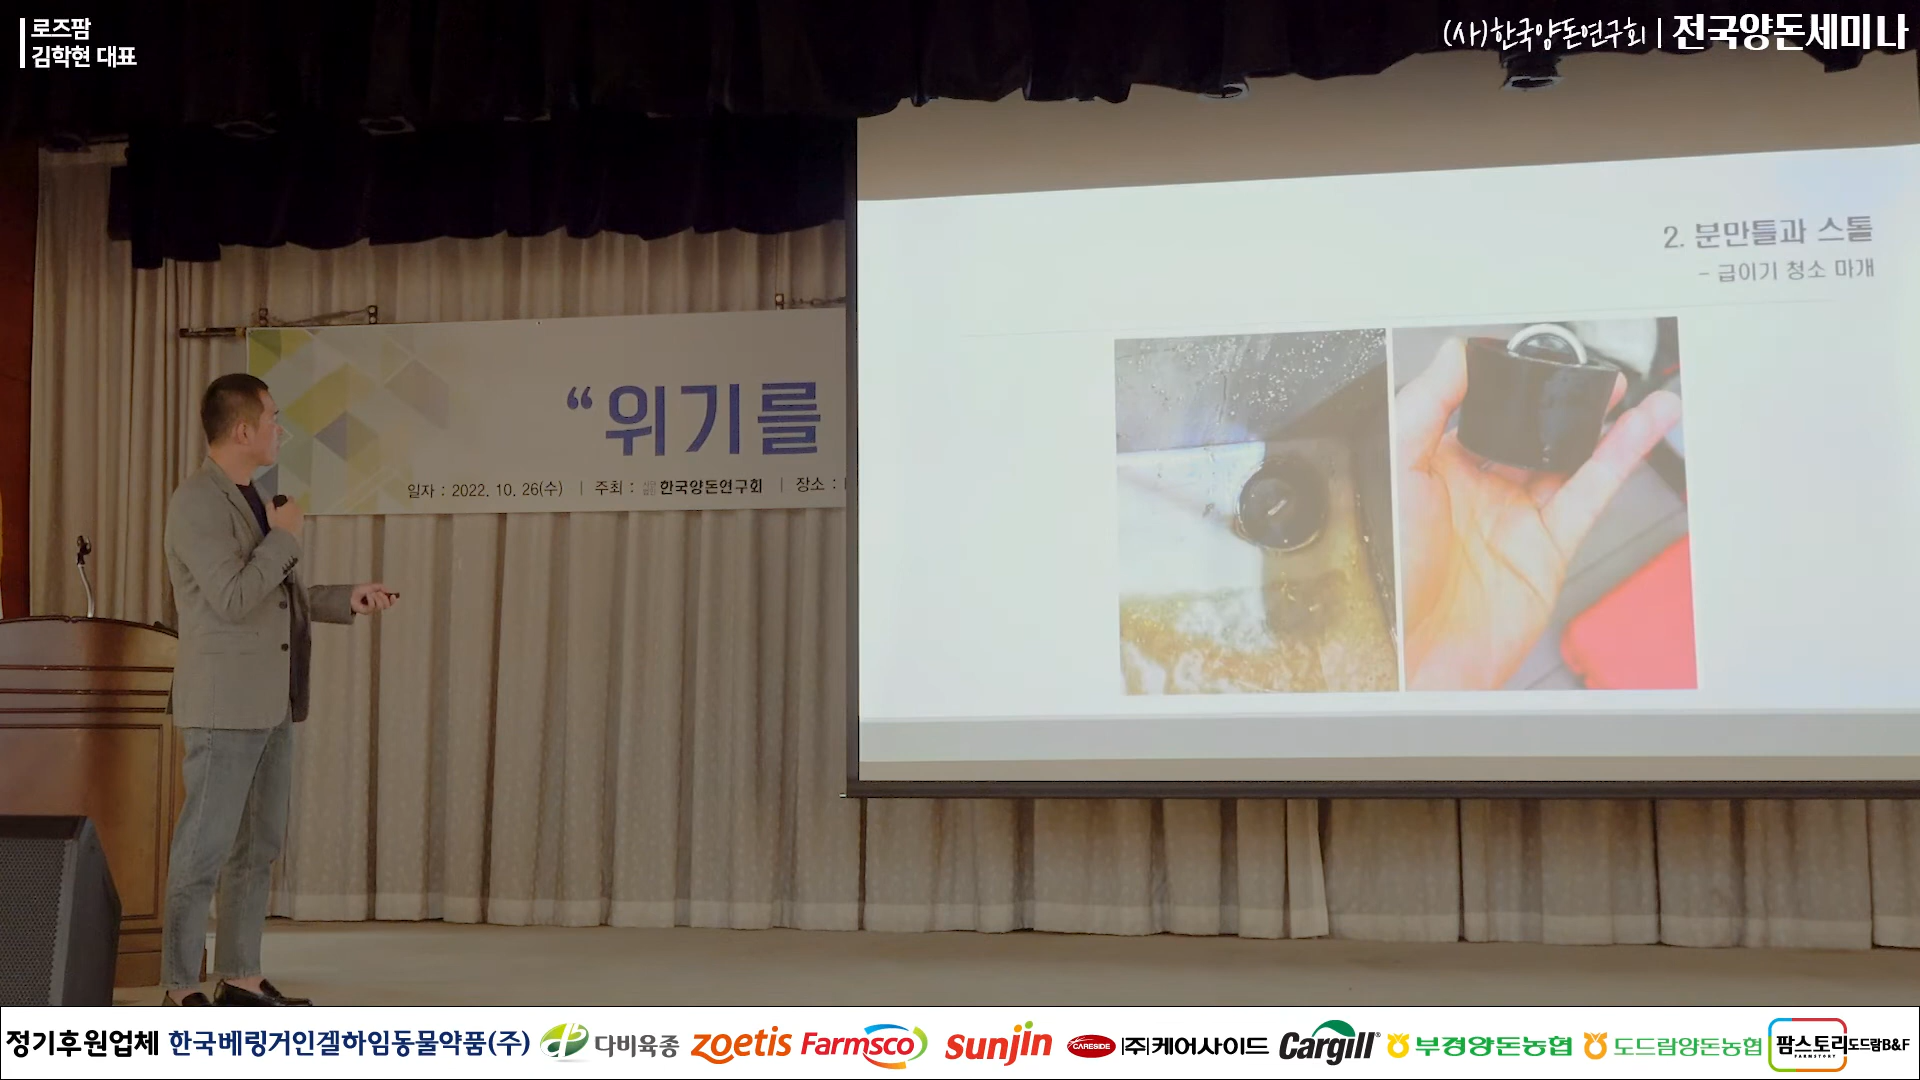 로즈팜
김학현 대표
(사)한국양돈연구회 | 전국양돈세미나
2. 분만틀과 스톨
- 급이기 청소 마개
“위기를
일자 : 2022. 10. 26(수) | 주최 : 한국양돈연구회 | 장소 :
정기후원업체 한국베링거인겔하임동물약품(주) 다비육종 zoetis Farmsco sunjin CARESIDE (주)케어사이드 Cargill® 부경양돈농협 도드람양돈농협 팜스토리 FARMSTORY 도드람B&F